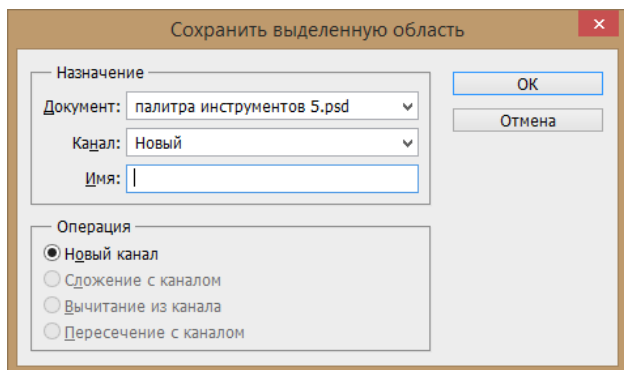 Сохранить выделенную область
Назначение
Документ: палитра инструментов 5.psd
Канал: Новый
Имя:
OK
Отмена
Операция
Новый канал
Сложение с каналом
Вычитание из канала
Пересечение с каналом